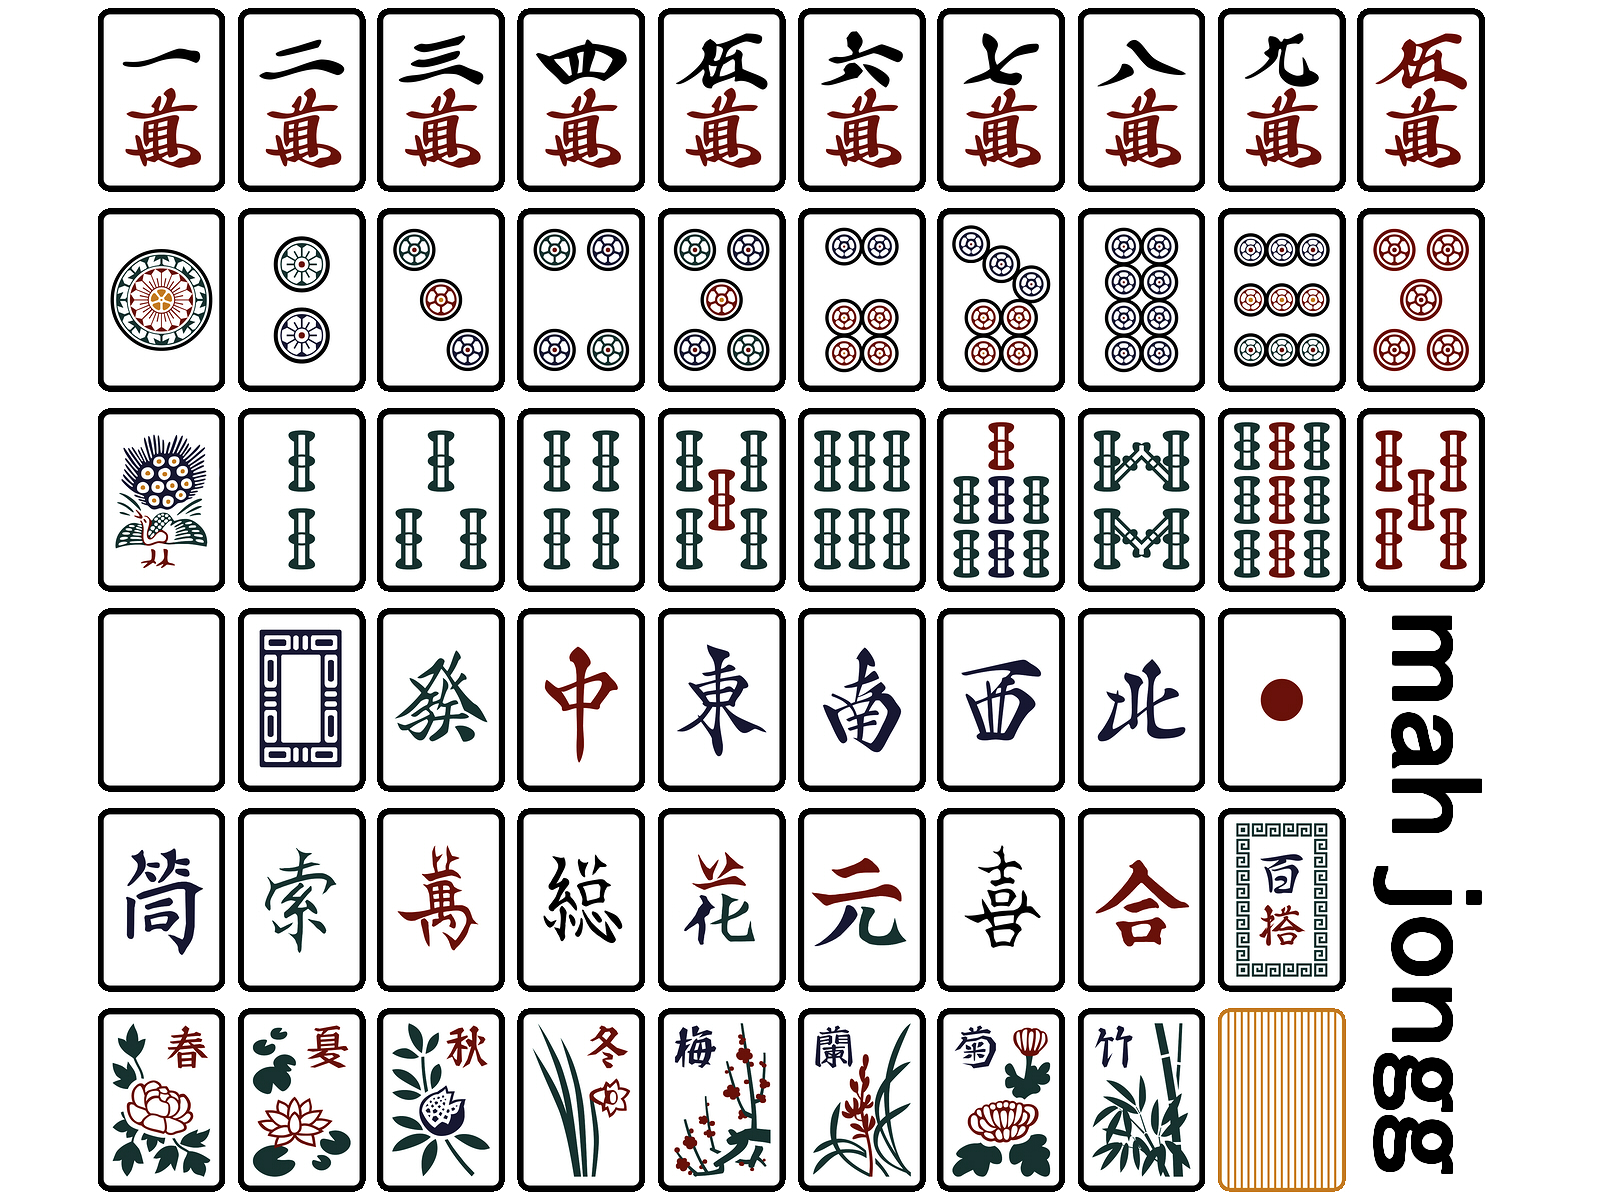 一萬 二萬 三萬 四萬 伍萬 六萬 七萬 八萬 九萬 伍萬
發 中 東 南 西 北
筒 索 萬 総 花 元 喜 合 百搭
春 夏 秋 冬 梅 蘭 菊 竹
mah jongg